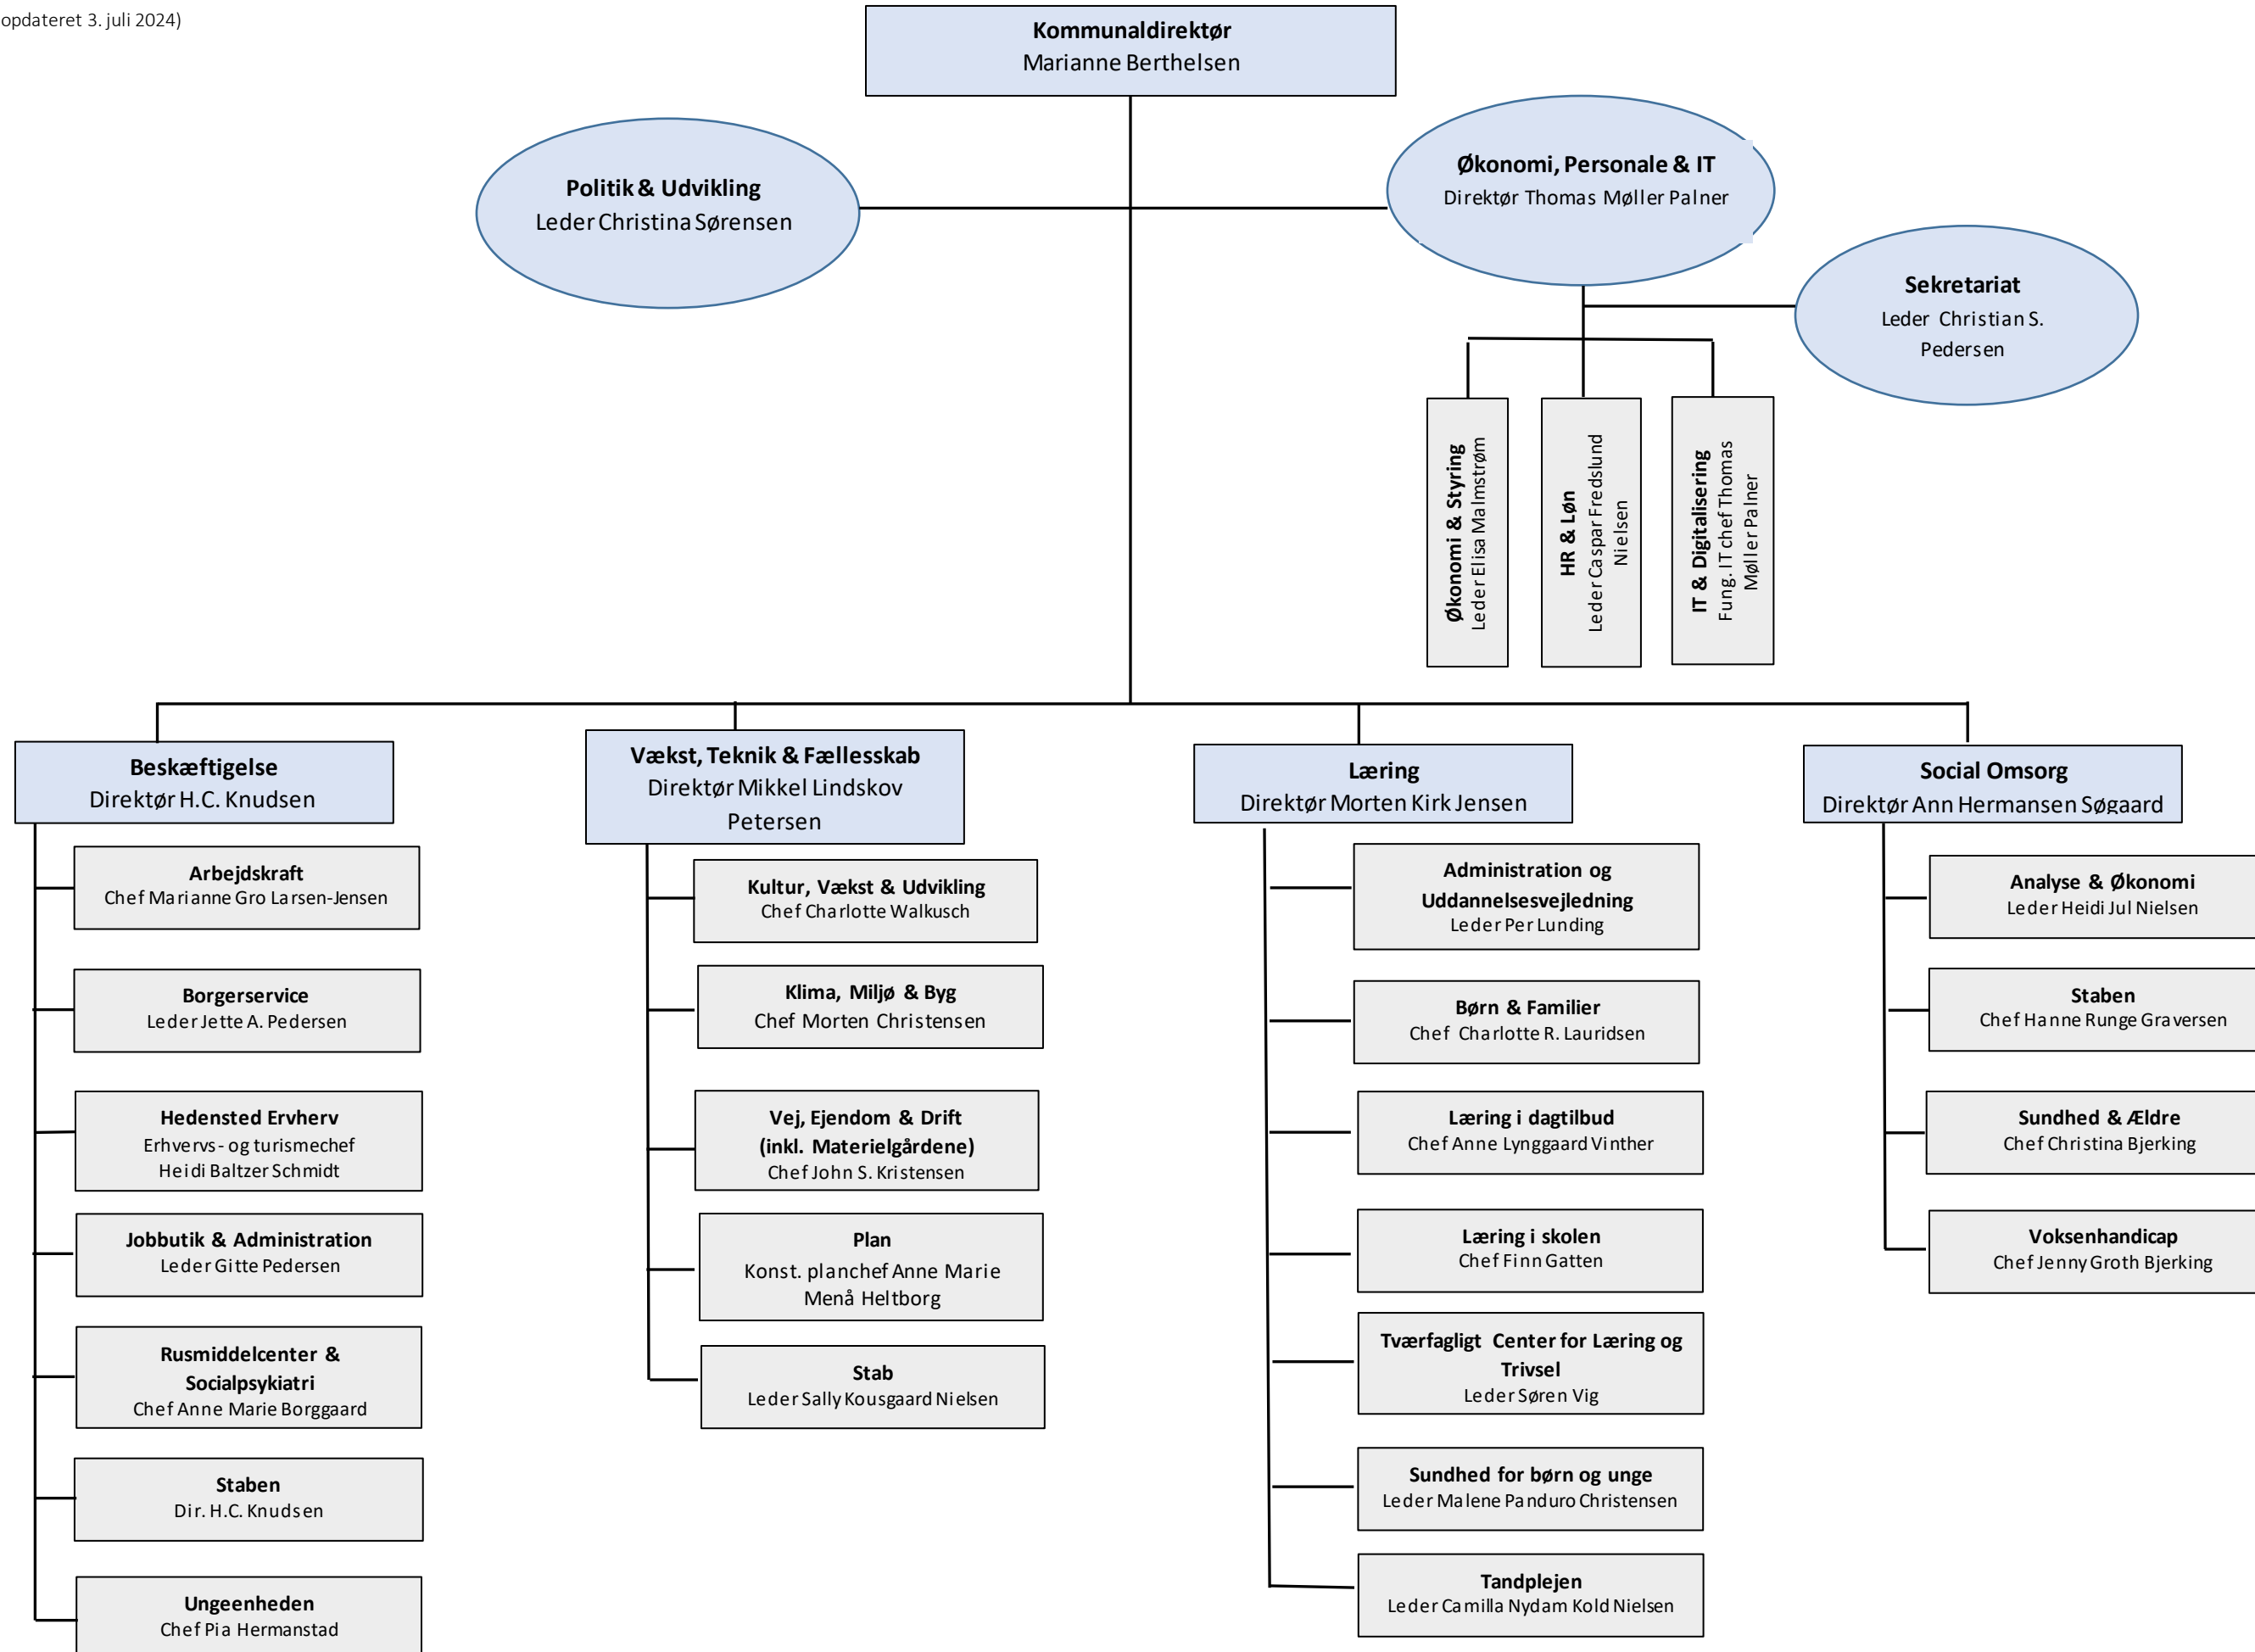 opdateret 3. juli 2024)
Kommunaldirektør
Marianne Berthelsen
Politik & Udvikling
Leder Christina Sørensen
Økonomi, Personale & IT
Direktør Thomas Møller Palner
Sekretariat
Leder Christian S.
Pedersen
Økonomi & Styring
Leder Elisa Malmstrøm
HR & Løn
Leder Caspar Fredslund
Nielsen
IT & Digitalisering
Fung. IT chef Thomas
Møller Palner
Beskæftigelse
Direktør H.C. Knudsen
Arbejdskraft
Chef Marianne Gro Larsen-Jensen
Borgerservice
Leder Jette A. Pedersen
Hedensted Ervherv
Erhvervs- og turismechef
Heidi Baltzer Schmidt
Jobbutik & Administration
Leder Gitte Pedersen
Rusmiddelcenter &
Socialpsykiatri
Chef Anne Marie Borggaard
Staben
Dir. H.C. Knudsen
Ungeenheden
Chef Pia Hermanstad
Vækst, Teknik & Fællesskab
Direktør Mikkel Lindskov
Petersen
Kultur, Vækst & Udvikling
Chef Charlotte Walkusch
Klima, Miljø & Byg
Chef Morten Christensen
Vej, Ejendom & Drift
(inkl. Materielgårdene)
Chef John S. Kristensen
Plan
Konst. planchef Anne Marie
Menå Heltborg
Stab
Leder Sally Kousgaard Nielsen
Læring
Direktør Morten Kirk Jensen
Administration og
Uddannelsesvejledning
Leder Per Lunding
Børn & Familier
Chef Charlotte R. Lauridsen
Læring i dagtilbud
Chef Anne Lynggaard Vinther
Læring i skolen
Chef Finn Gatten
Tværfagligt Center for Læring og
Trivsel
Leder Søren Vig
Sundhed for børn og unge
Leder Malene Panduro Christensen
Tandplejen
Leder Camilla Nydam Kold Nielsen
Social Omsorg
Direktør Ann Hermansen Søgaard
Analyse & Økonomi
Leder Heidi Jul Nielsen
Staben
Chef Hanne Runge Graversen
Sundhed & Ældre
Chef Christina Bjerking
Voksenhandicap
Chef Jenny Groth Bjerking